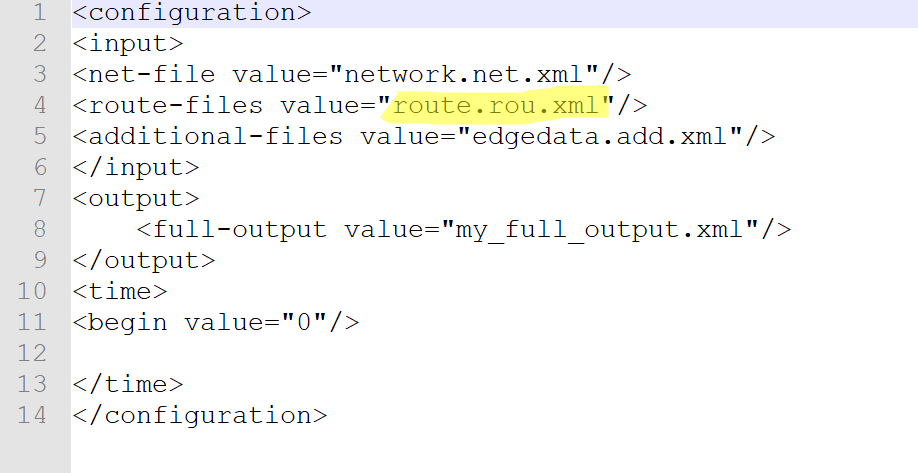 1 <configuration>
2 <input>
3 <net-file value="network.net.xml"/>
4 <route-files value="route.rou.xml"/>
5 <additional-files value="edgedata.add.xml"/>
6 </input>
7 <output>
8     <full-output value="my_full_output.xml"/>
9 </output>
10 <time>
11 <begin value="0"/>
12
13 </time>
14 </configuration>